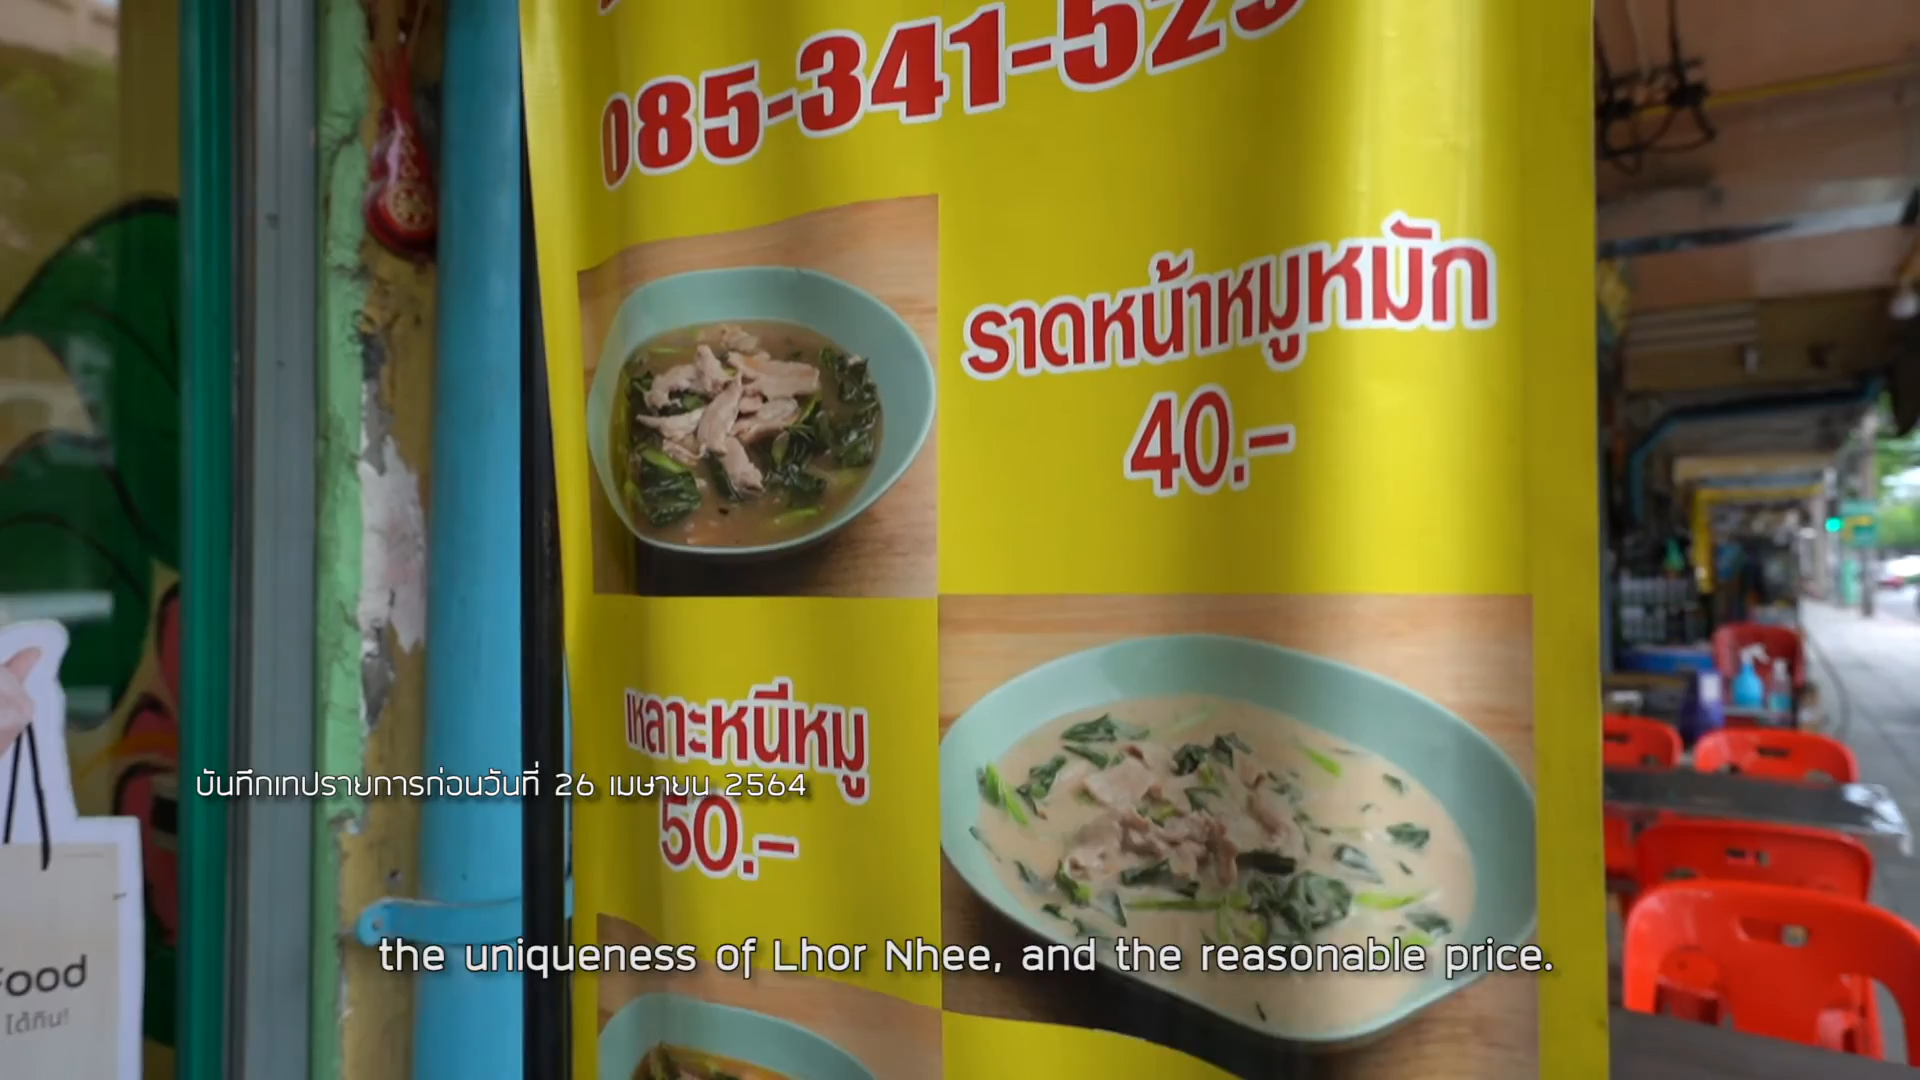 085-341-529
ราดหน้าหมูหมัก
40.-
เหลาะหนีหมู
50.-
บันทึกเทปรายการก่อนวันที่ 26 เมษายน 2564
the uniqueness of Lhor Nhee, and the reasonable price.
Food
ได้กิน!